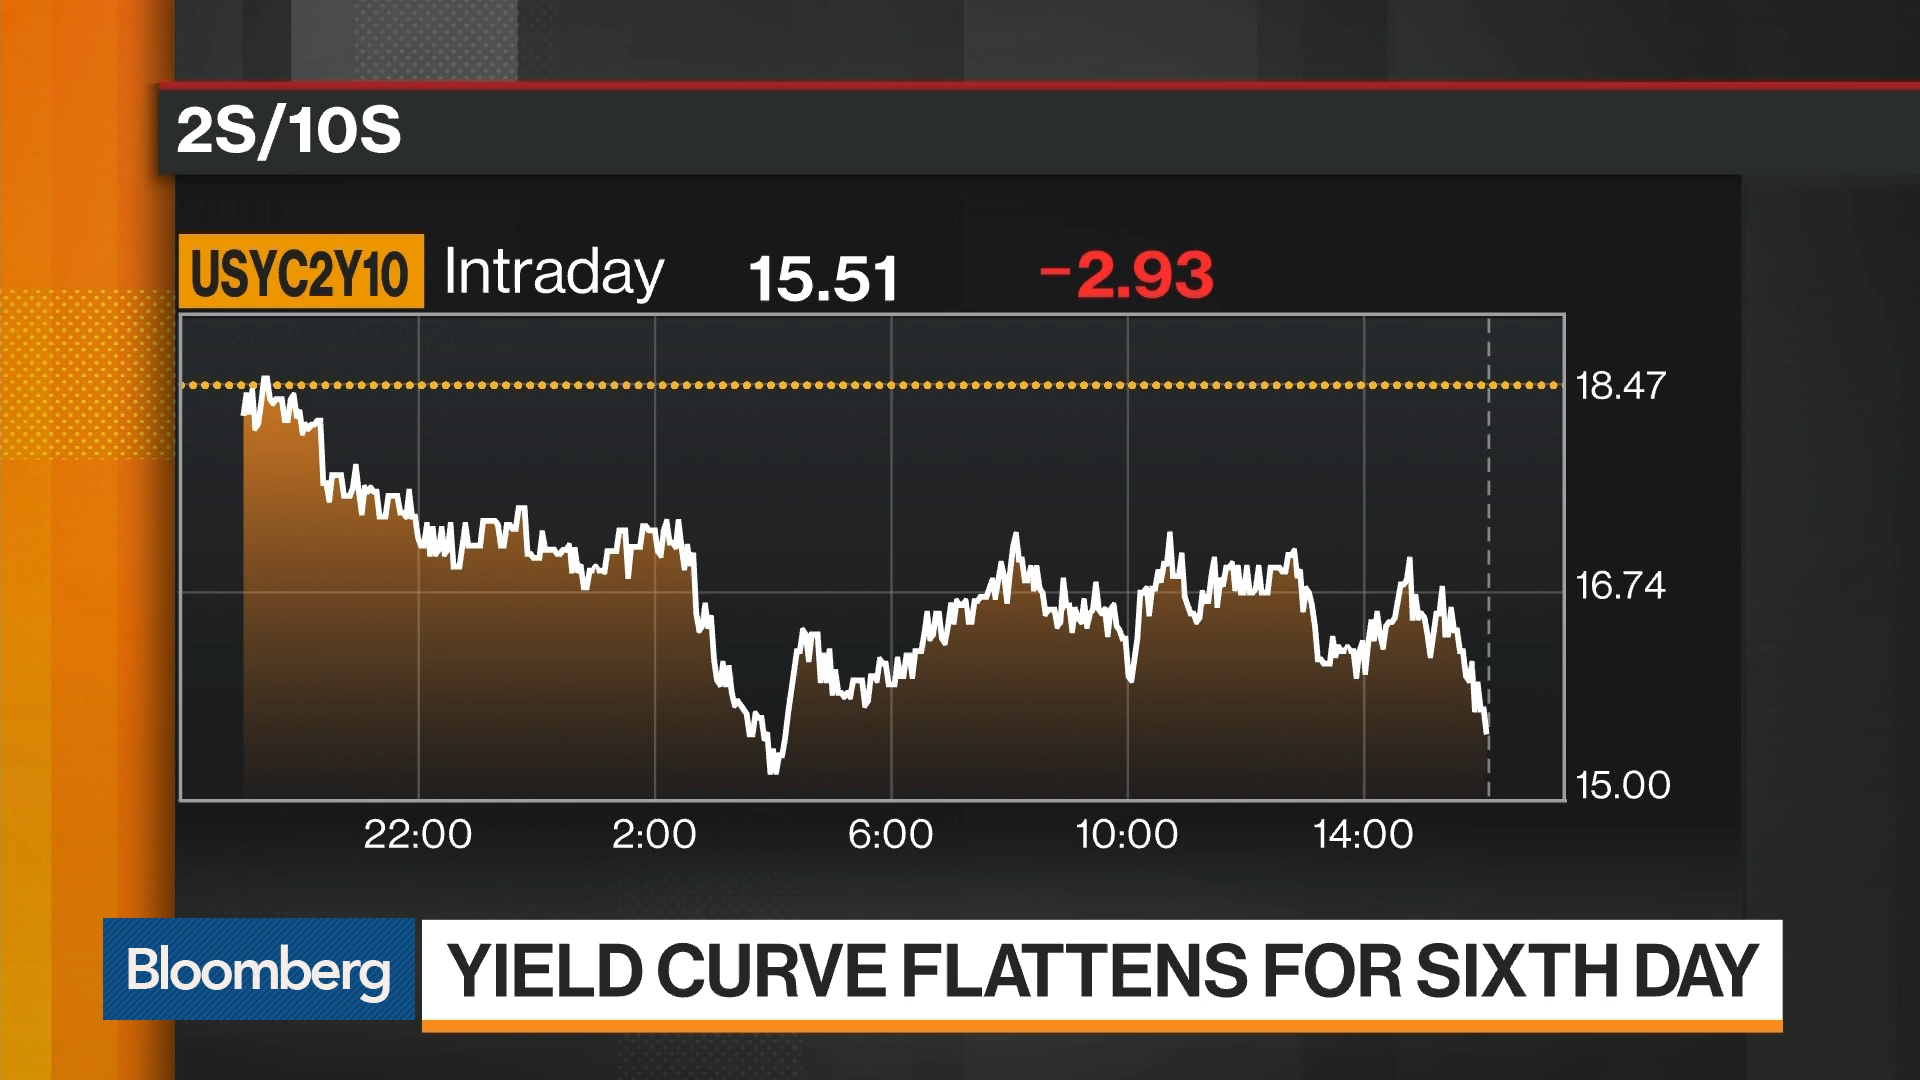 2S/10S
USYC2Y10 Intraday 15.51 -2.93
18.47
16.74
15.00
22:00 2:00 6:00 10:00 14:00
Bloomberg YIELD CURVE FLATTENS FOR SIXTH DAY